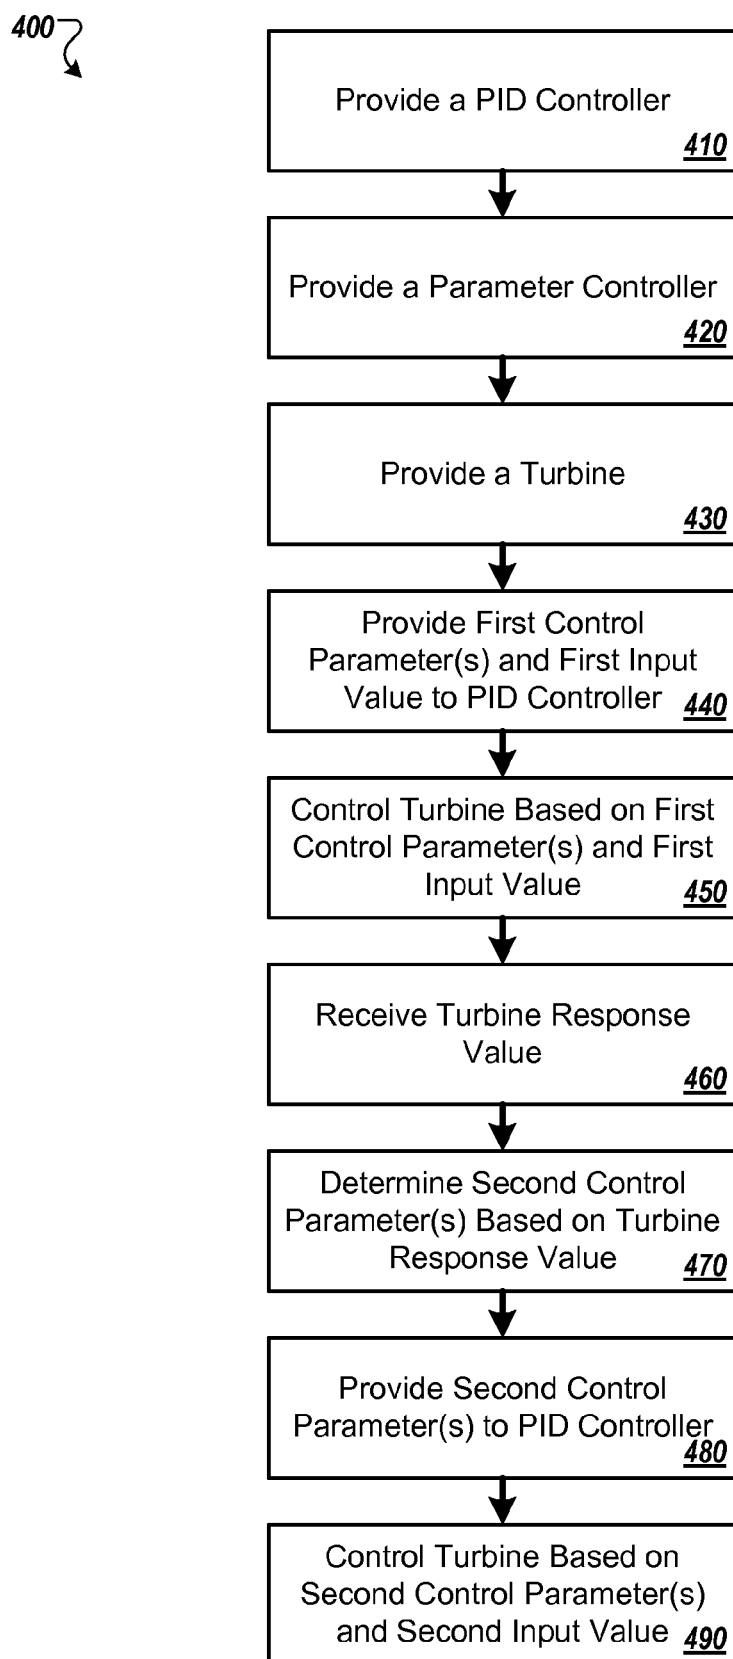 400
Provide a PID Controller
410
Provide a Parameter Controller
420
Provide a Turbine
430
Provide First Control
Parameter(s) and First Input
Value to PID Controller
440
Control Turbine Based on First
Control Parameter(s) and First
Input Value
450
Receive Turbine Response
Value
460
Determine Second Control
Parameter(s) Based on Turbine
Response Value
470
Provide Second Control
Parameter(s) to PID Controller
480
Control Turbine Based on
Second Control Parameter(s)
and Second Input Value
490